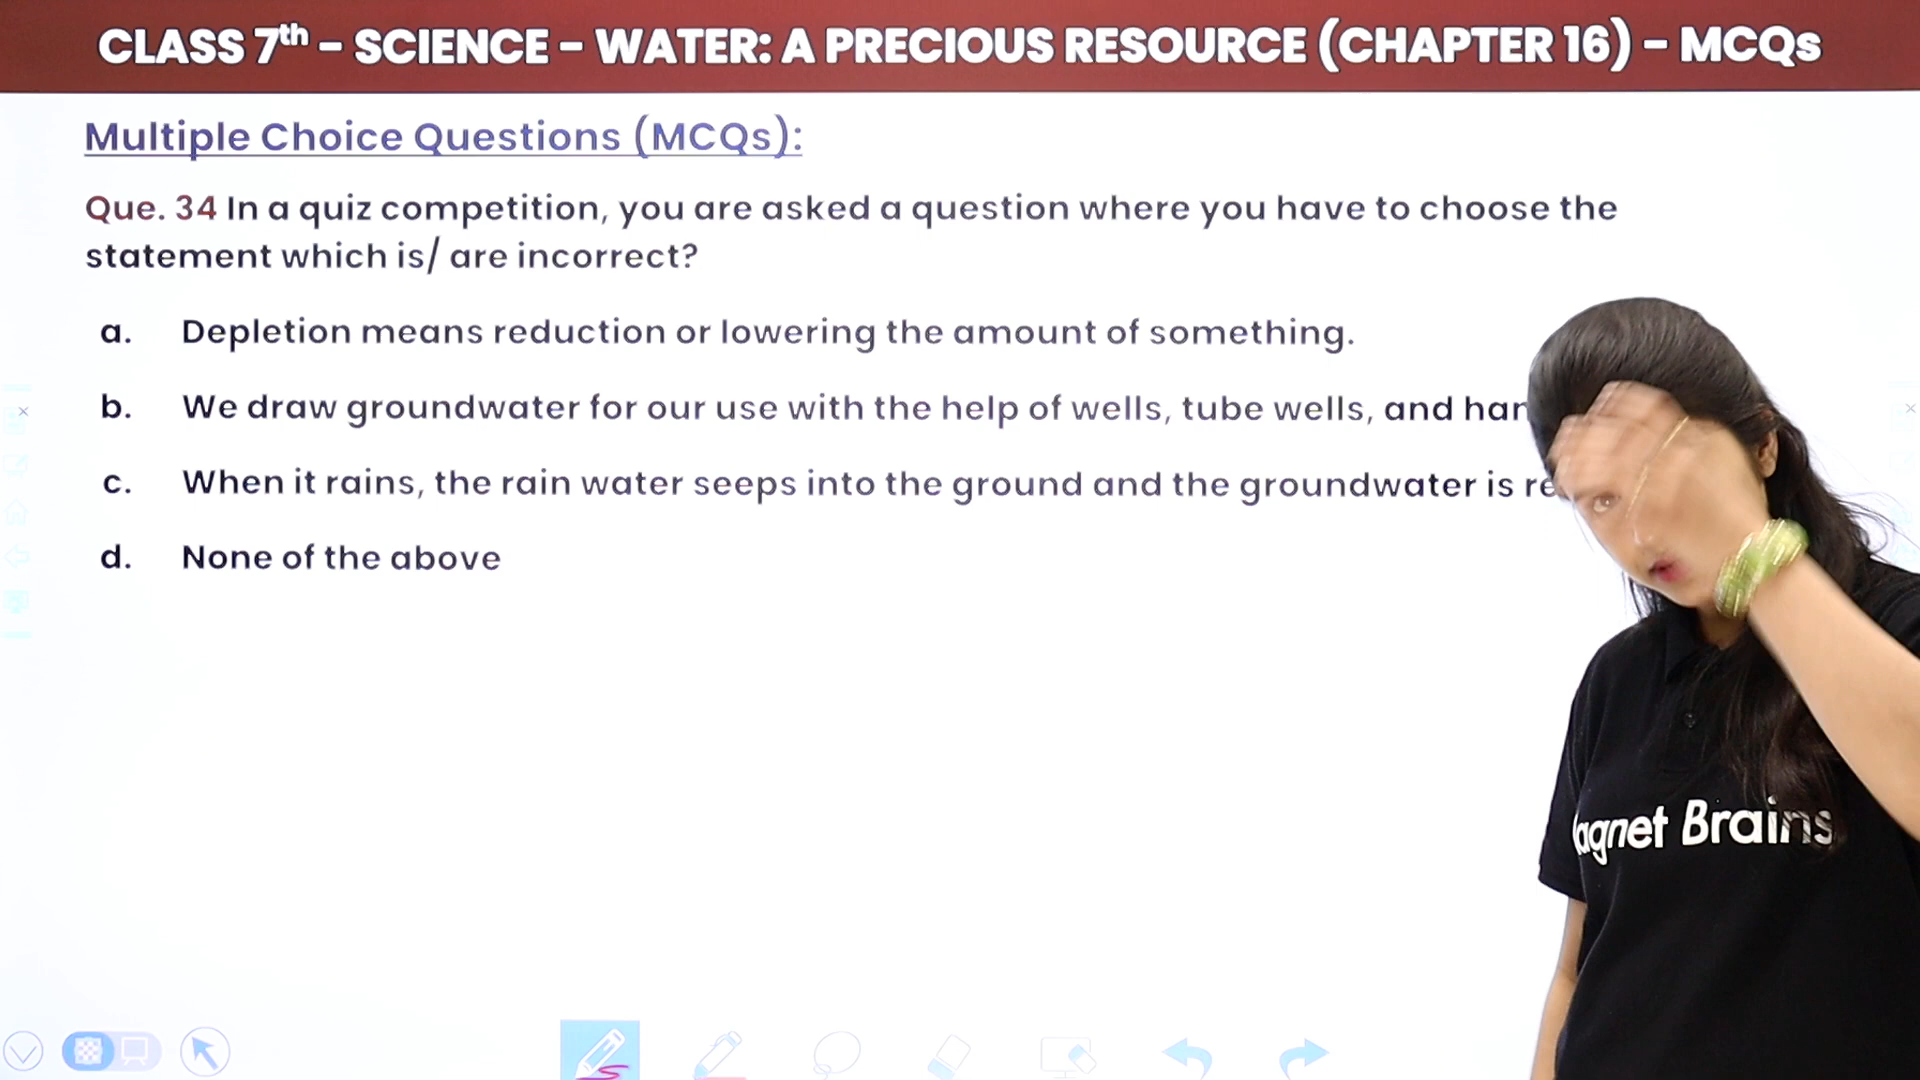 CLASS 7th – SCIENCE – WATER: A PRECIOUS RESOURCE (CHAPTER 16) – MCQs
Multiple Choice Questions (MCQs):
Que. 34 In a quiz competition, you are asked a question where you have to choose the
statement which is/ are incorrect?
a. Depletion means reduction or lowering the amount of something.
b. We draw groundwater for our use with the help of wells, tube wells, and
c. When it rains, the rain water seeps into the ground and the groundwater is
d. None of the above
agnet Brains